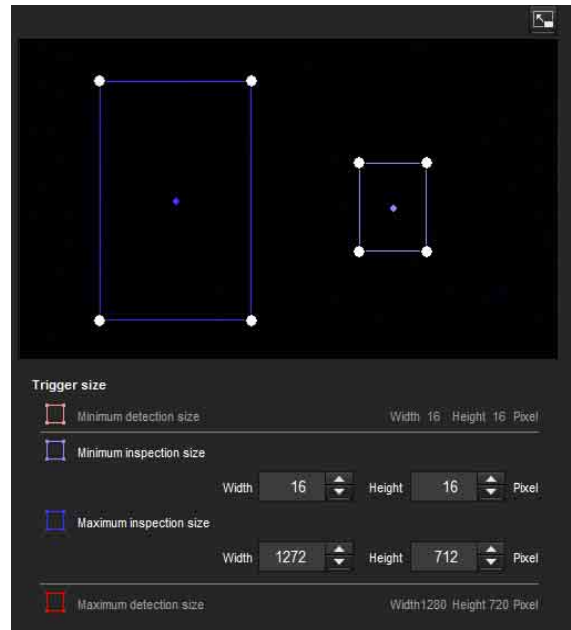 Trigger size
Minimum detection size Width 16 Height 16 Pixel
Minimum inspection size
Width 16 Height 16 Pixel
Maximum inspection size
Width 1272 Height 712 Pixel
Maximum detection size Width1280 Height 720 Pixel